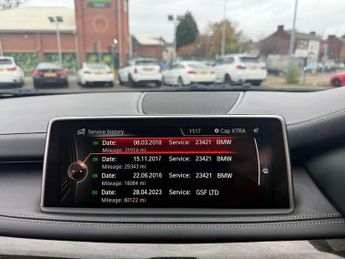 Service history 11:17 Cap XTRA
OK Date: 08.03.2018 Service: 23421 BMW
Mileage: 31914 mi
OK Date: 15.11.2017 Service: 23421 BMW
Mileage: 29343 mi
OK Date: 22.06.2016 Service: 23421 BMW
Mileage: 16064 mi
OK Date: 28.04.2023 Service: GSF LTD
Mileage: 60122 mi